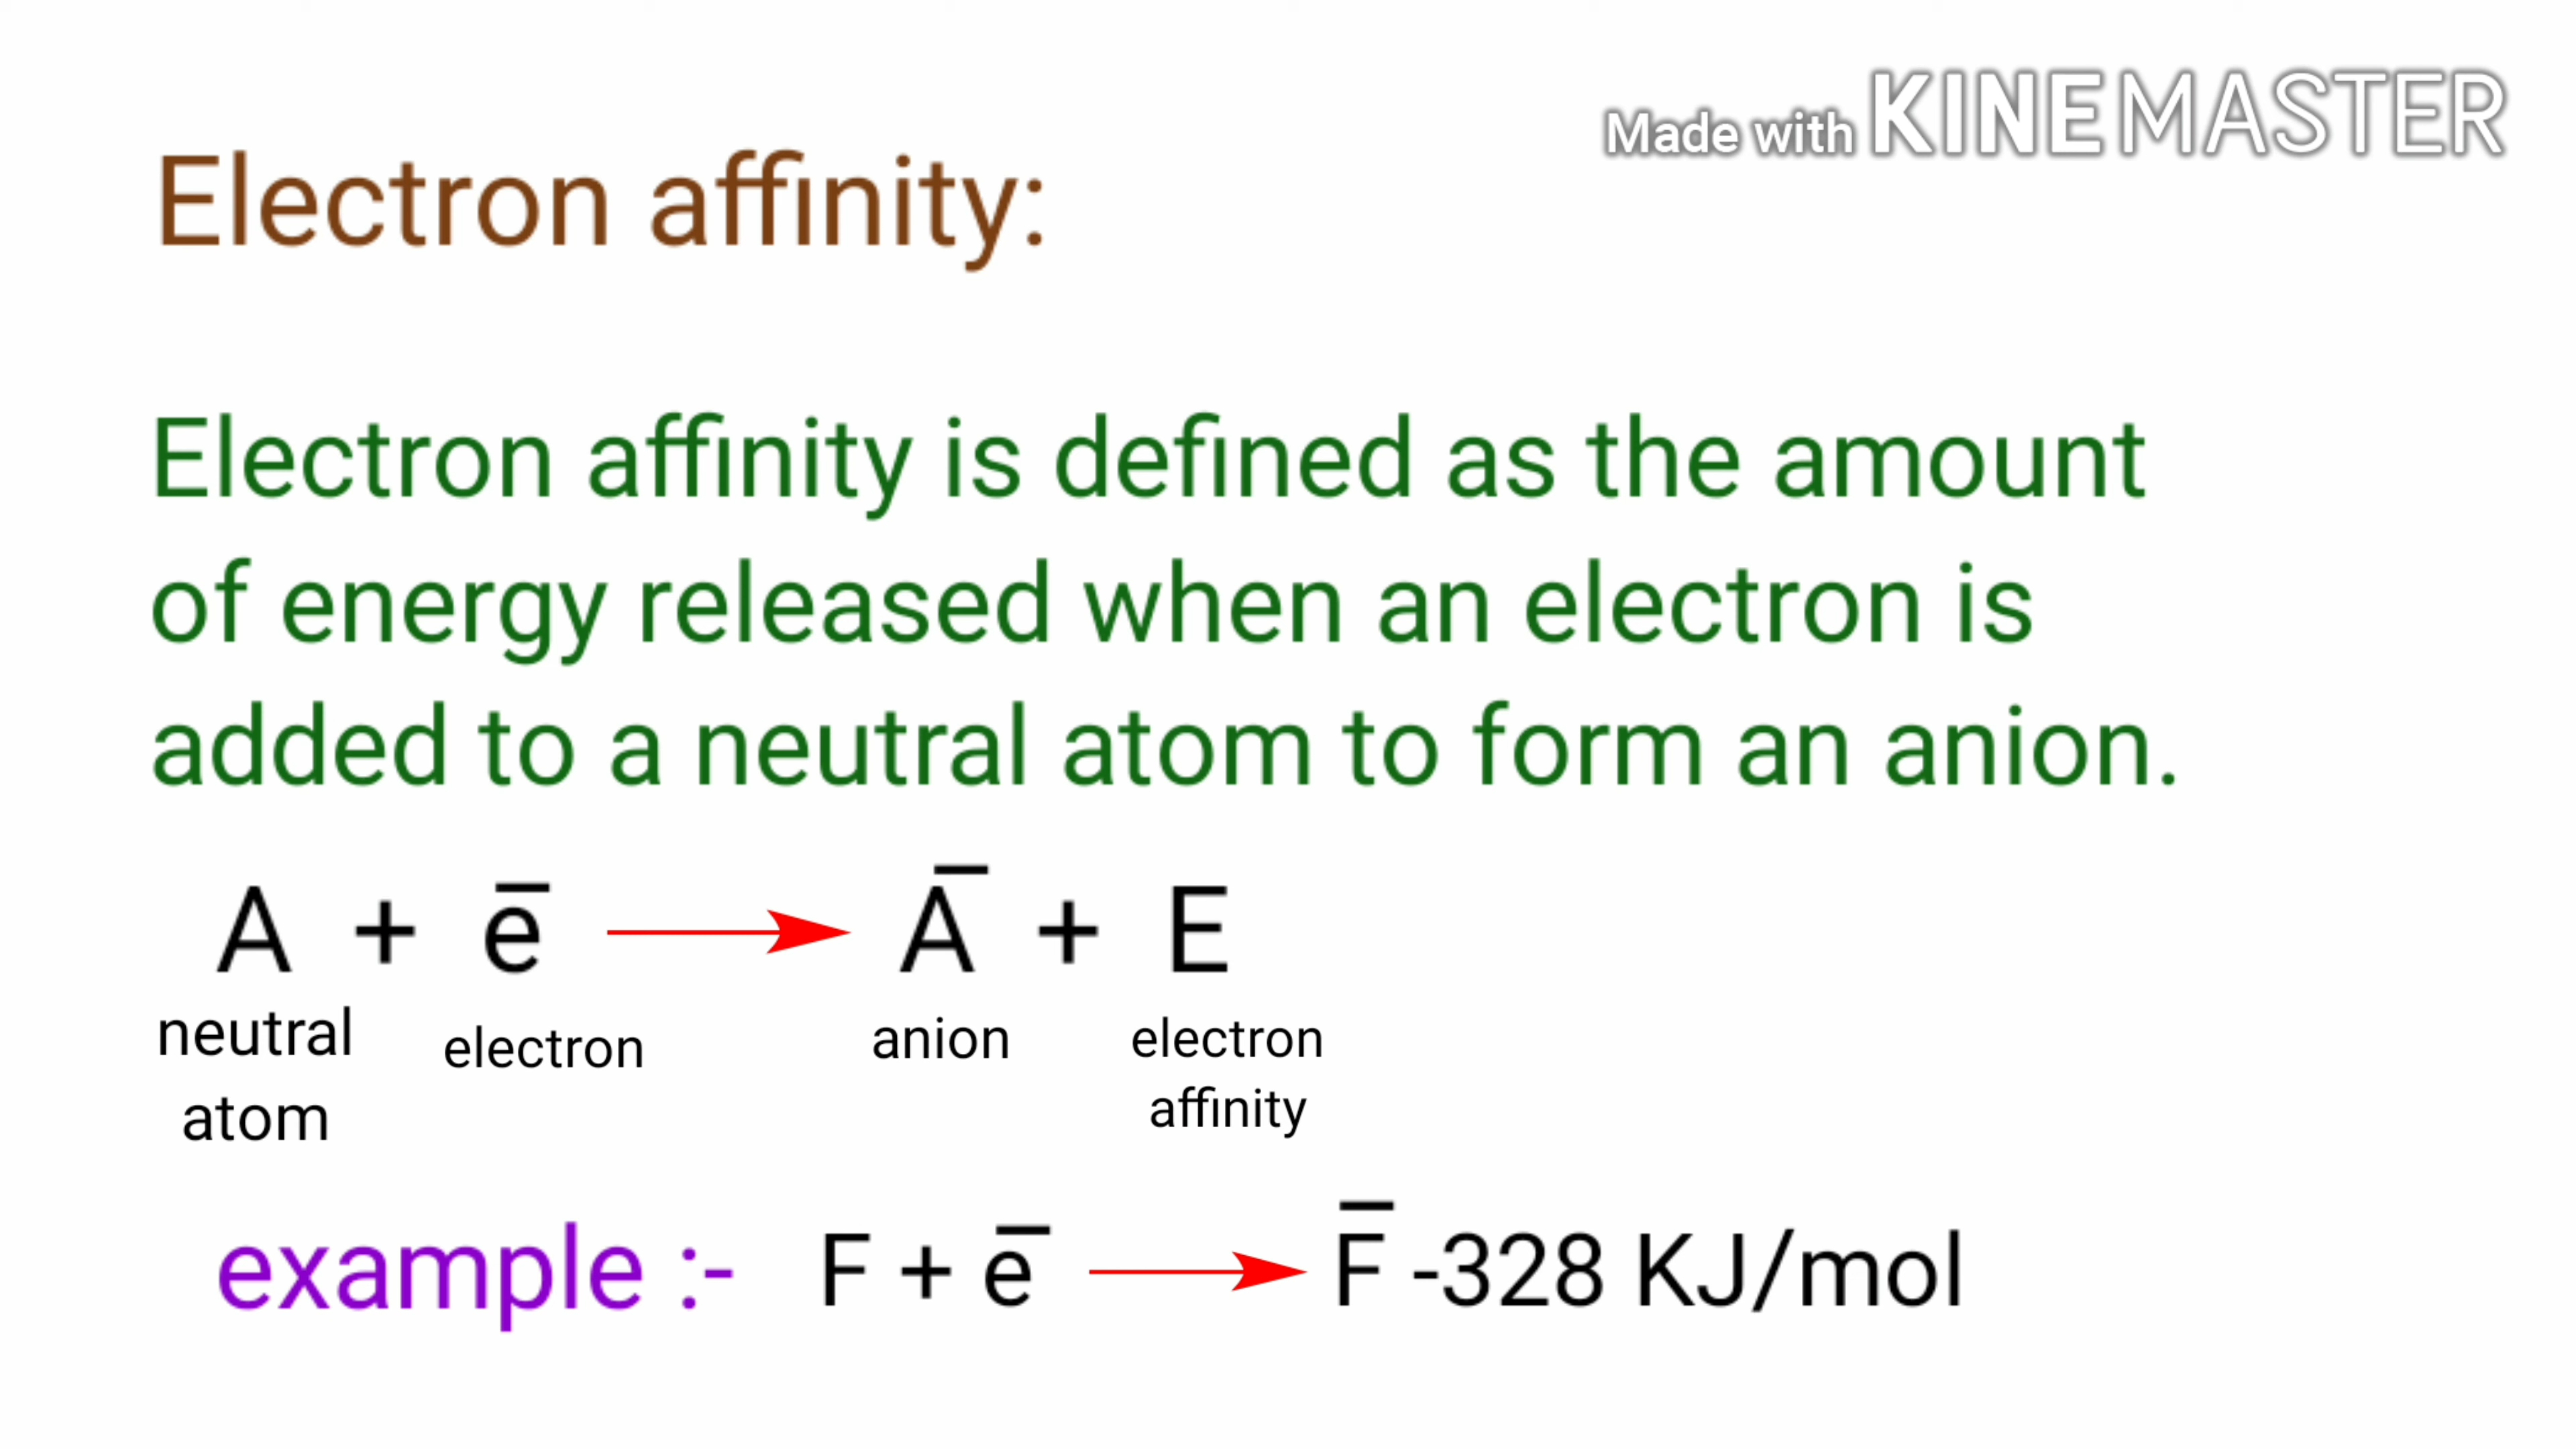 Made with KINEMASTER
Electron affinity:
Electron affinity is defined as the amount
of energy released when an electron is
added to a neutral atom to form an anion.
A + e̅ → A̅ + E
neutral atom electron anion electron affinity
example :- F + e̅ → F̅ -328 KJ/mol